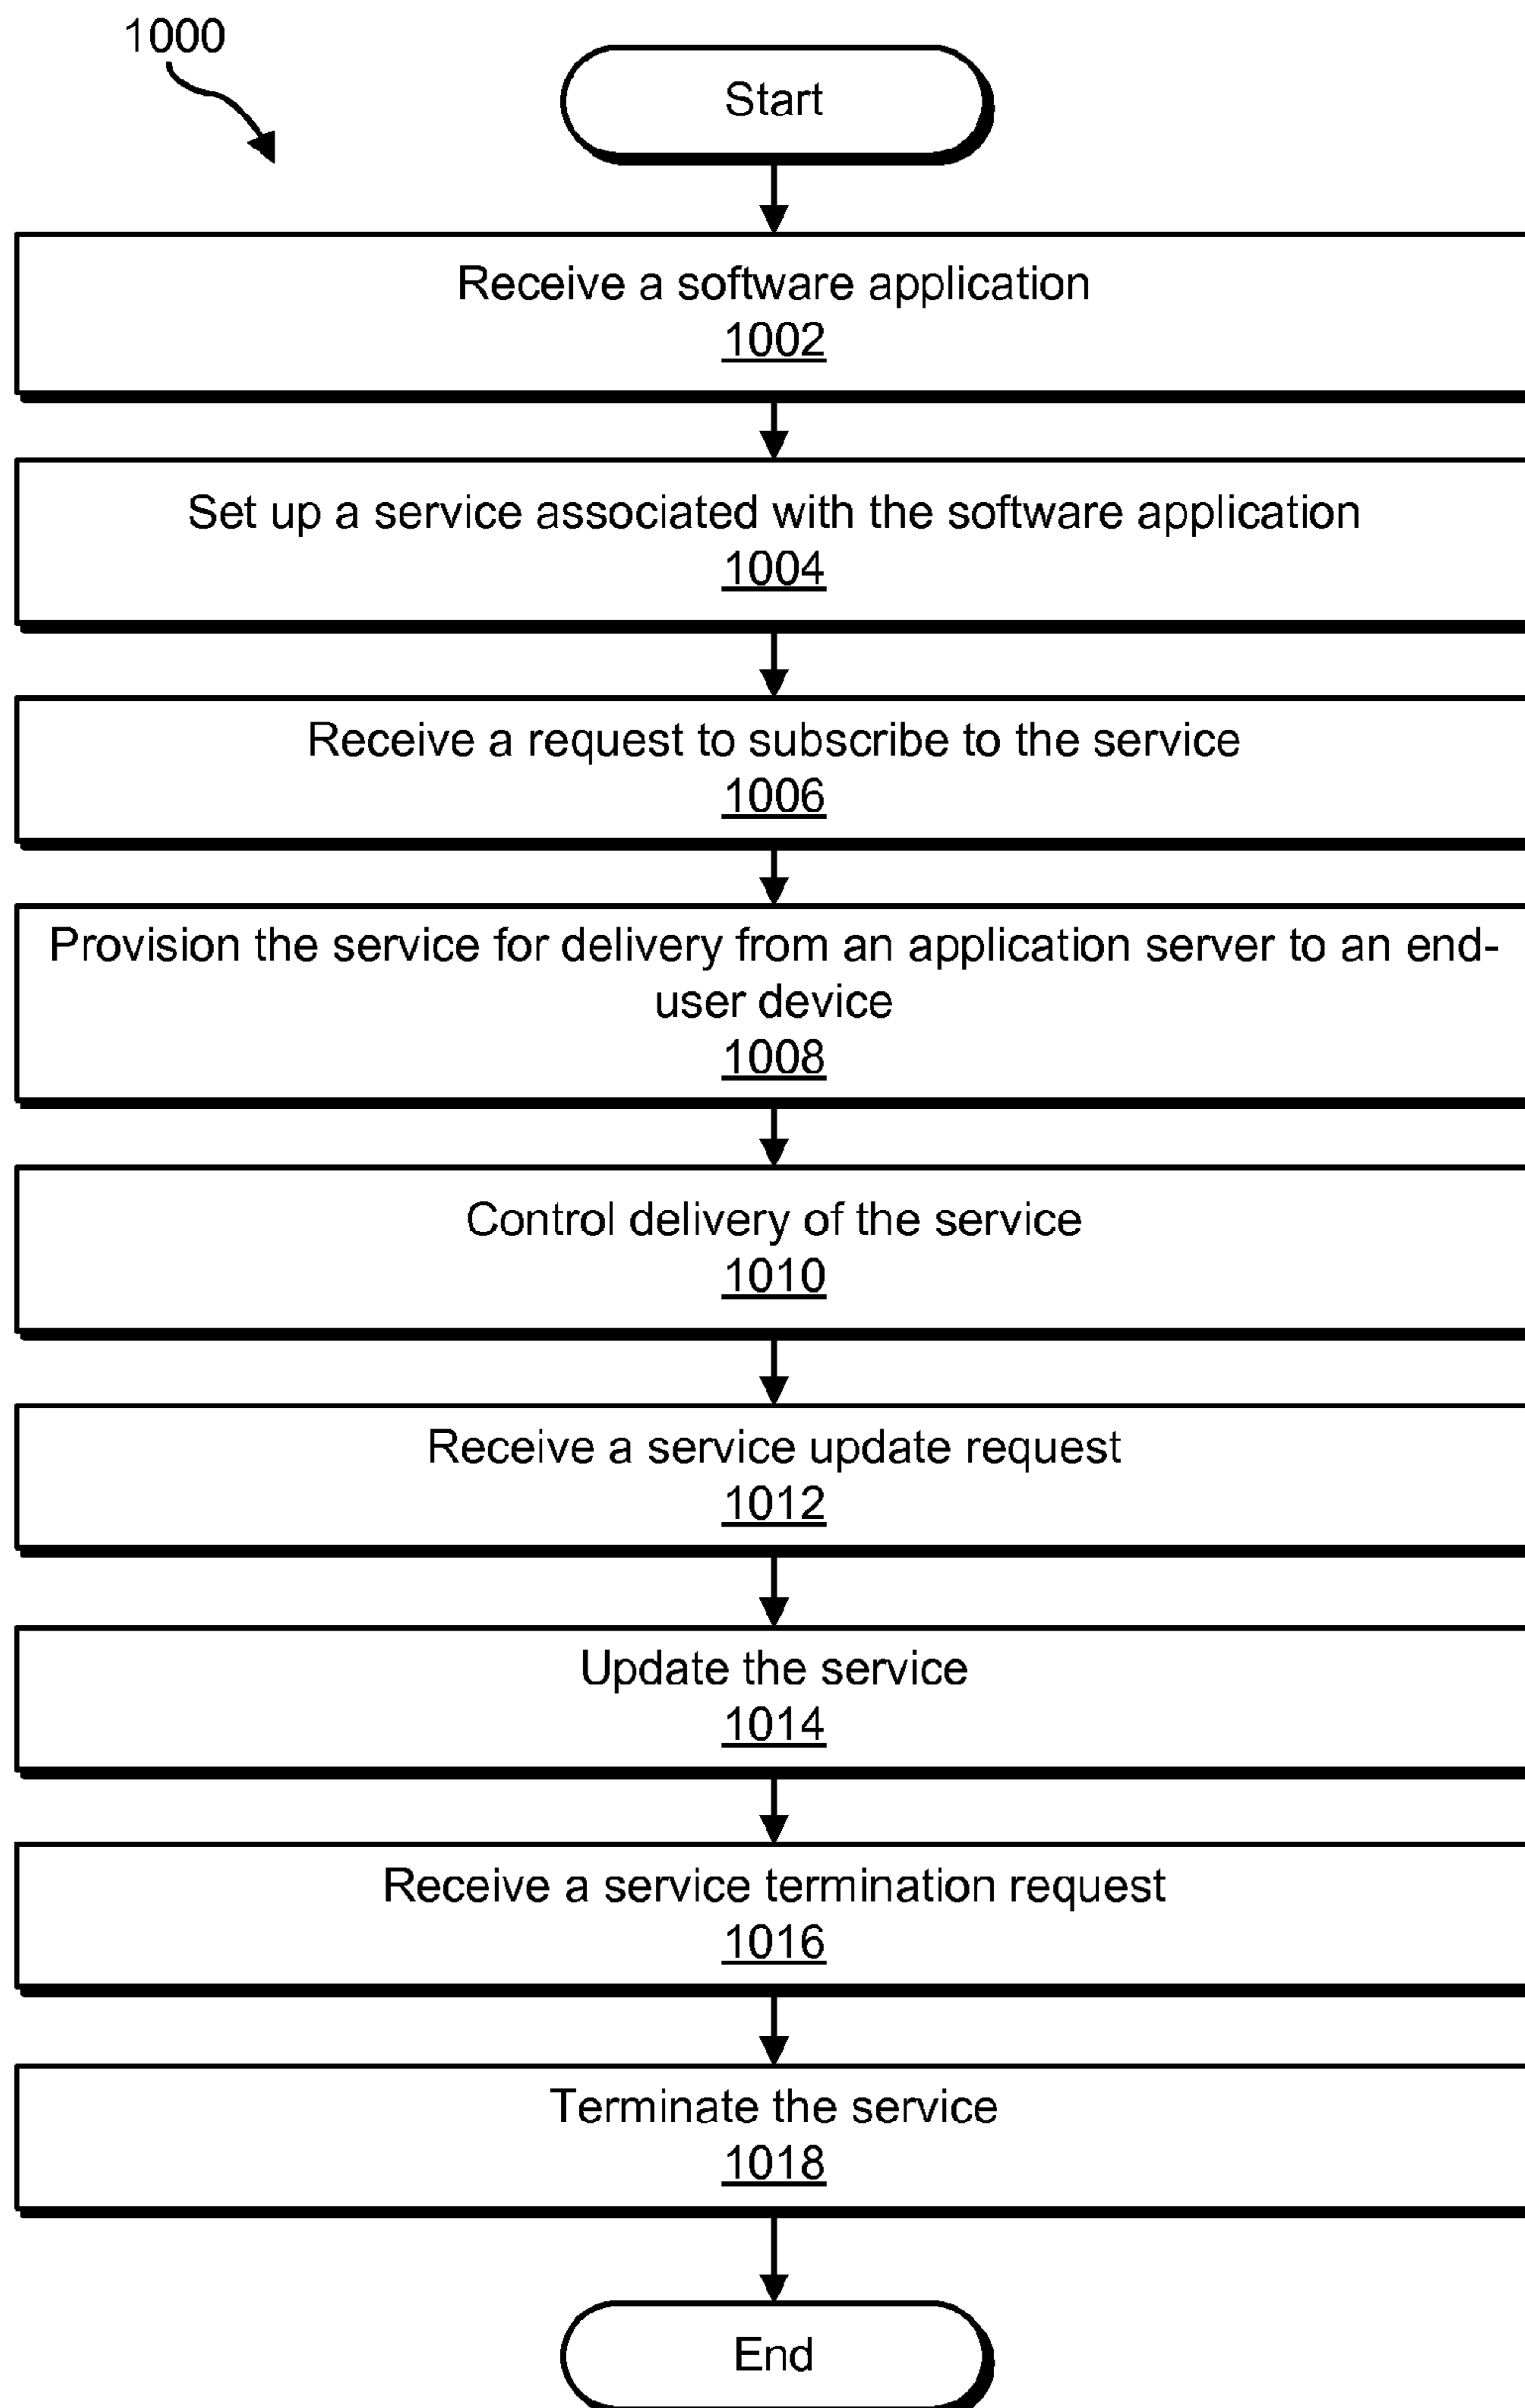 1000
Start
Receive a software application
1002
Set up a service associated with the software application
1004
Receive a request to subscribe to the service
1006
Provision the service for delivery from an application server to an end-
user device
1008
Control delivery of the service
1010
Receive a service update request
1012
Update the service
1014
Receive a service termination request
1016
Terminate the service
1018
End